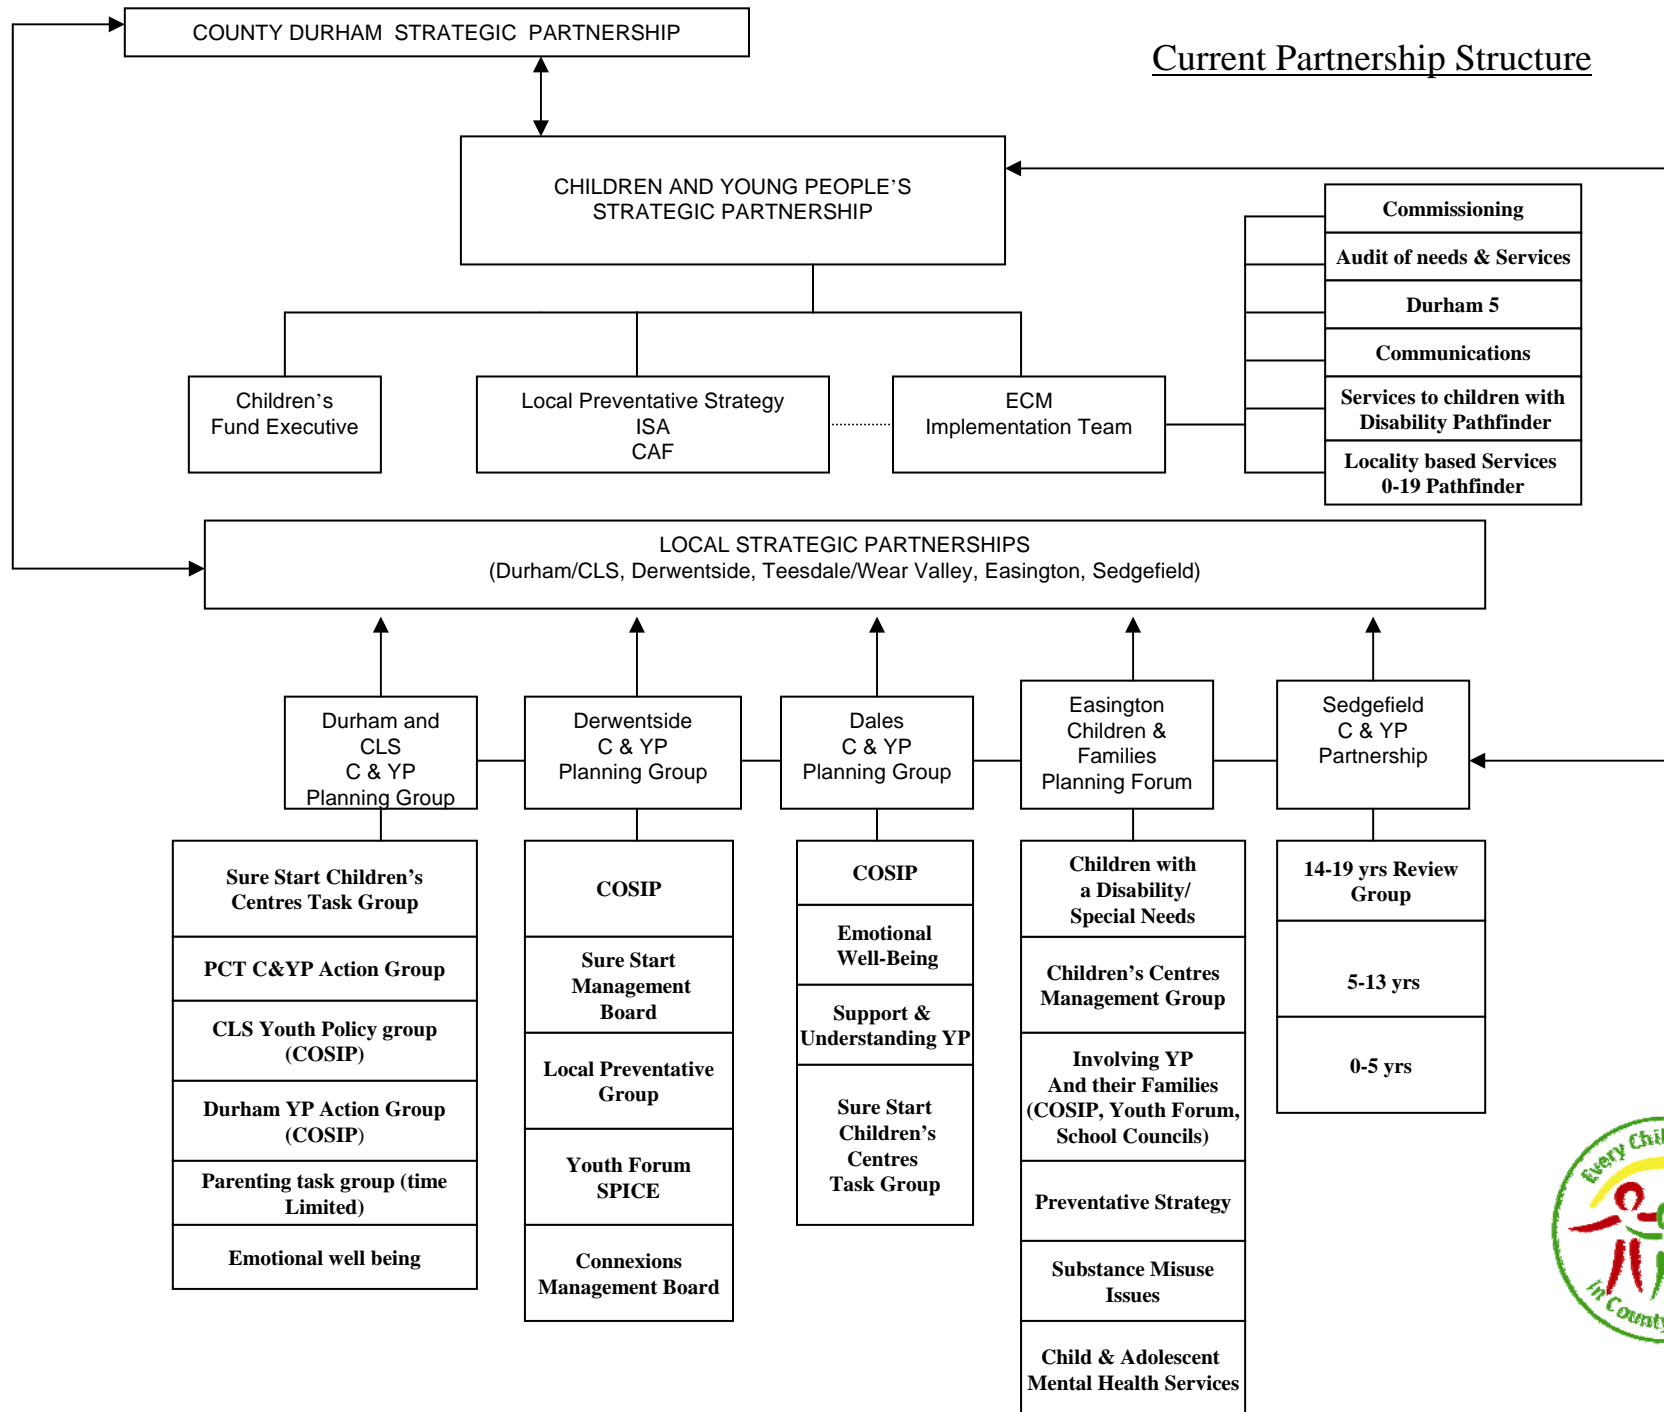 COUNTY DURHAM STRATEGIC PARTNERSHIP
Current Partnership Structure
CHILDREN AND YOUNG PEOPLE'S
STRATEGIC PARTNERSHIP
Commissioning
Audit of needs & Services
Durham 5
Communications
Services to children with
Disability Pathfinder
Locality based Services
0-19 Pathfinder
Children's
Fund Executive
Local Preventative Strategy
ISA
CAF
ECM
Implementation Team
LOCAL STRATEGIC PARTNERSHIPS
(Durham/CLS, Derwentside, Teesdale/Wear Valley, Easington, Sedgefield)
Durham and
CLS
C & YP
Planning Group
Derwentside
C & YP
Planning Group
Dales
C & YP
Planning Group
Easington
Children &
Families
Planning Forum
Sedgefield
C & YP
Partnership
Sure Start Children's
Centres Task Group
PCT C&YP Action Group
CLS Youth Policy group
(COSIP)
Durham YP Action Group
(COSIP)
Parenting task group (time
Limited)
Emotional well being
COSIP
Sure Start
Management
Board
Local Preventative
Group
Youth Forum
SPICE
Connexions
Management Board
COSIP
Emotional
Well-Being
Support &
Understanding YP
Sure Start
Children's
Centres
Task Group
Children with
a Disability/
Special Needs
Children's Centres
Management Group
Involving YP
And their Families
(COSIP, Youth Forum,
School Councils)
Preventative Strategy
Substance Misuse
Issues
Child & Adolescent
Mental Health Services
14-19 yrs Review
Group
5-13 yrs
0-5 yrs
Every Chil
in County